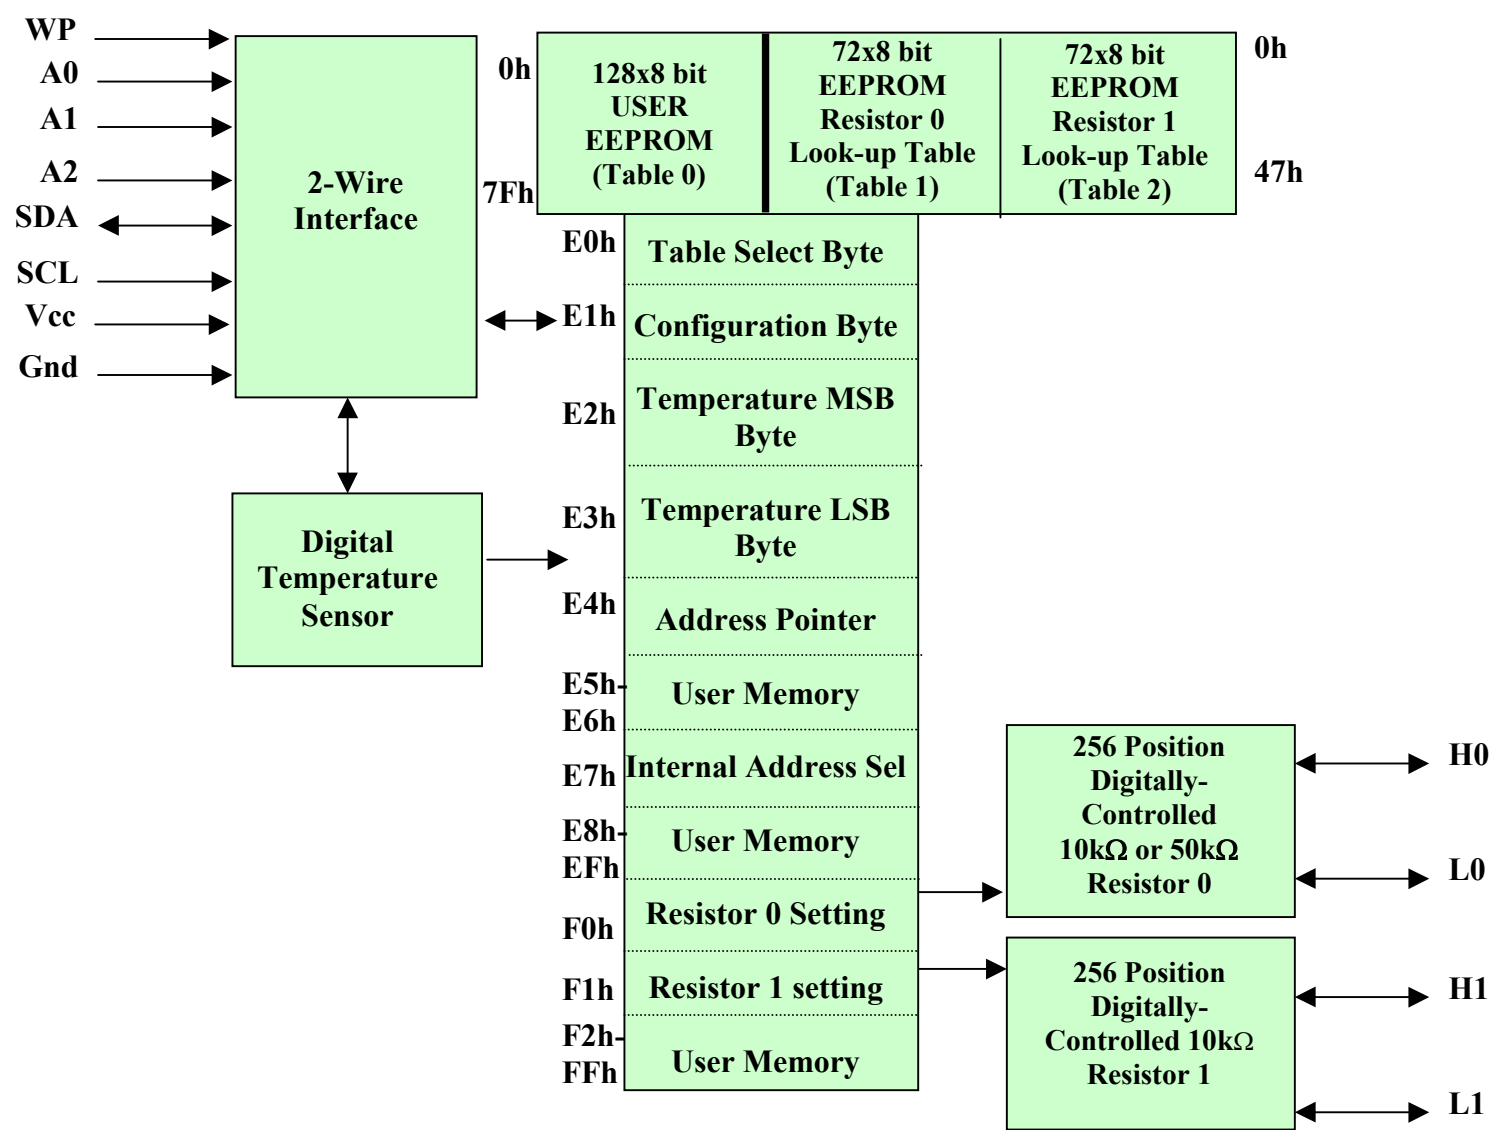 WP
A0
A1
A2
SDA
SCL
Vcc
Gnd
2-Wire
Interface
Digital
Temperature
Sensor
0h
7Fh
128x8 bit
USER
EEPROM
(Table 0)
72x8 bit
EEPROM
Resistor 0
Look-up Table
(Table 1)
72x8 bit
EEPROM
Resistor 1
Look-up Table
(Table 2)
0h
47h
E0h
Table Select Byte
E1h
Configuration Byte
E2h
Temperature MSB
Byte
E3h
Temperature LSB
Byte
E4h
Address Pointer
E5h-
E6h
User Memory
E7h
Internal Address Sel
E8h-
EFh
User Memory
F0h
Resistor 0 Setting
F1h
Resistor 1 setting
F2h-
FFh
User Memory
256 Position
Digitally-
Controlled
10kΩ or 50kΩ
Resistor 0
H0
L0
256 Position
Digitally-
Controlled 10kΩ
Resistor 1
H1
L1